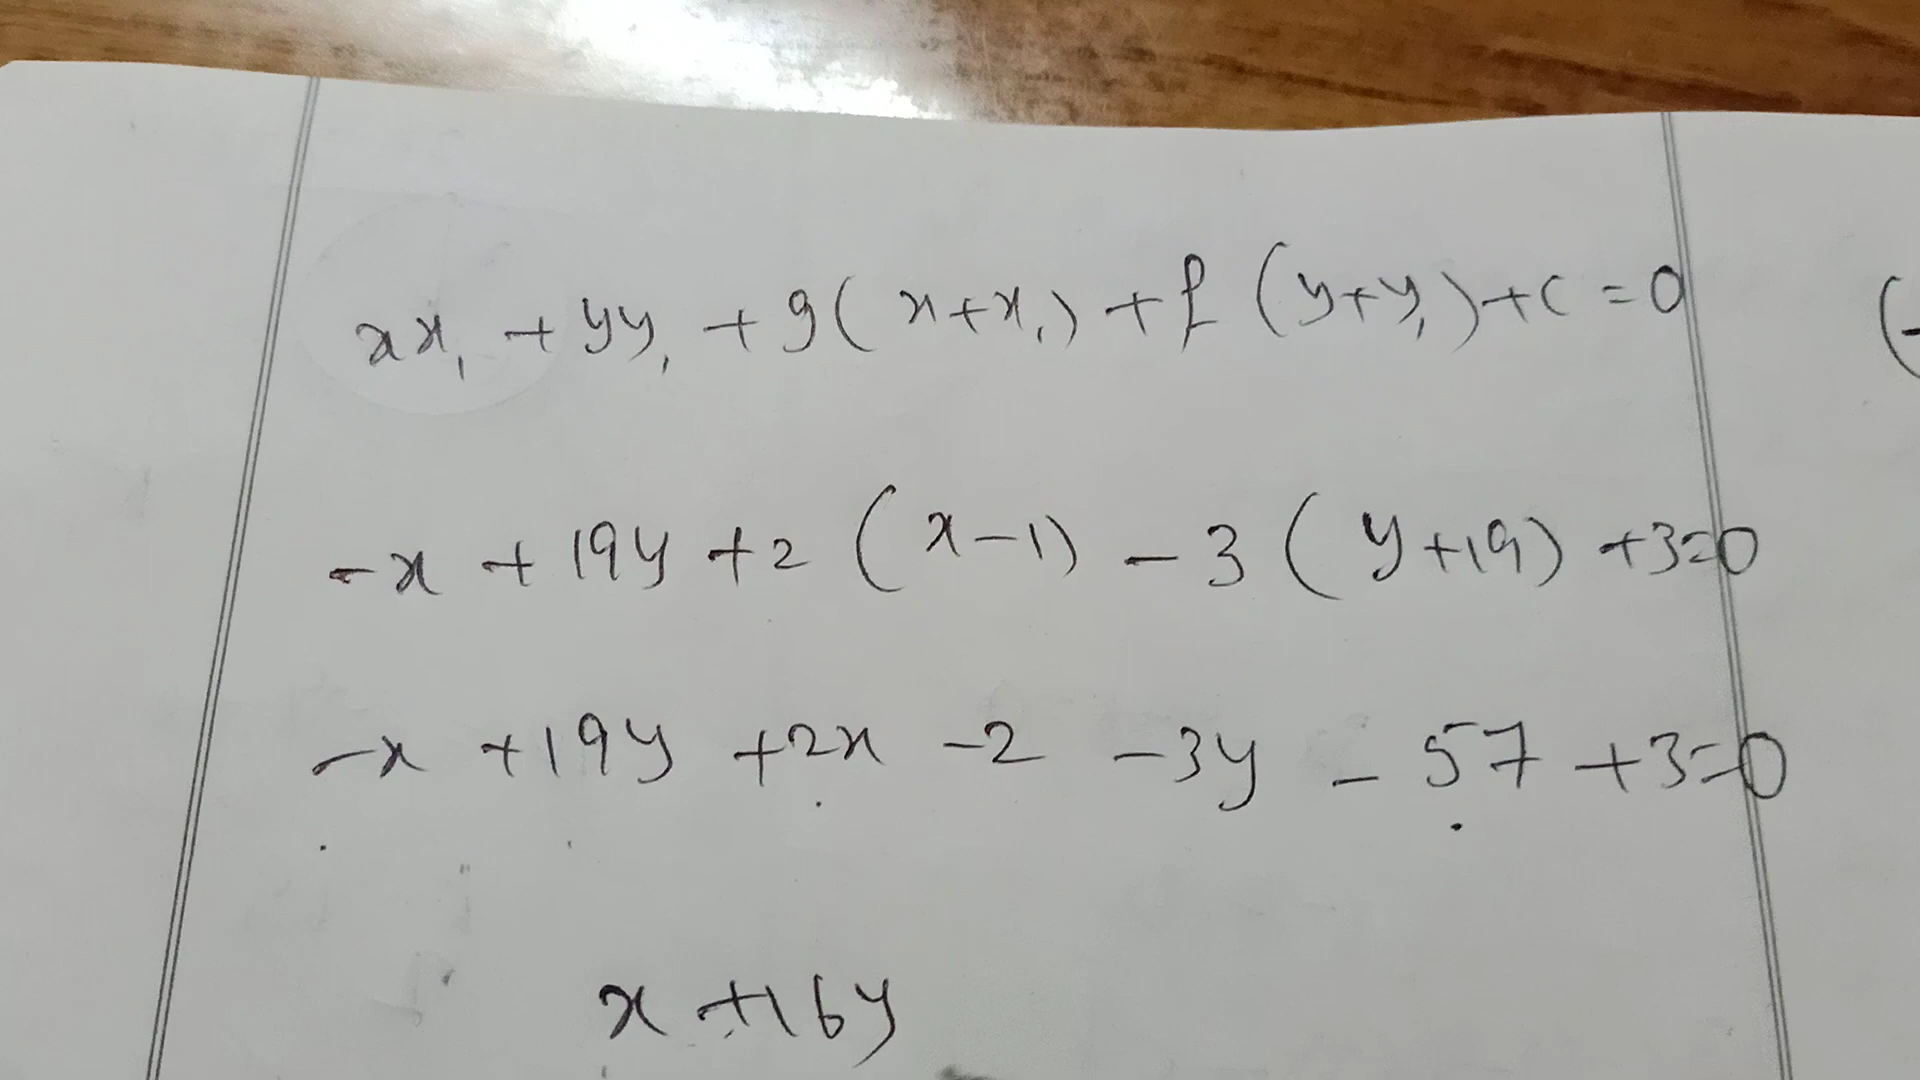 xx₁ + yy₁ + g(x+x₁) + f(y+y₁) + c = 0
-x + 19y + 2(x-1) - 3(y+19) + 3 = 0
-x + 19y + 2x - 2 - 3y - 57 + 3 = 0
x + 16y